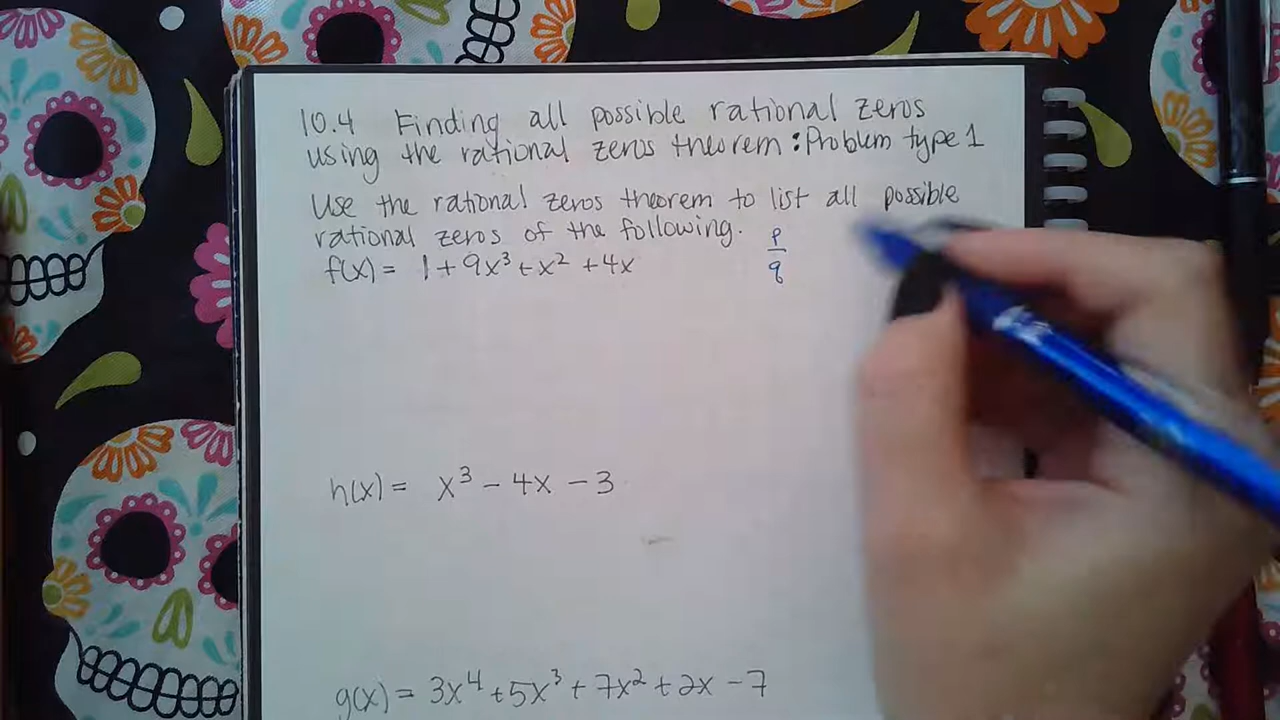 10.4 Finding all possible rational zeros
using the rational zeros theorem: Problem type 1
Use the rational zeros theorem to list all possible
rational zeros of the following.
p
q
f(x) = 1 + 9x³ + x² + 4x
h(x) = x³ - 4x - 3
g(x) = 3x⁴ + 5x³ + 7x² + 2x - 7